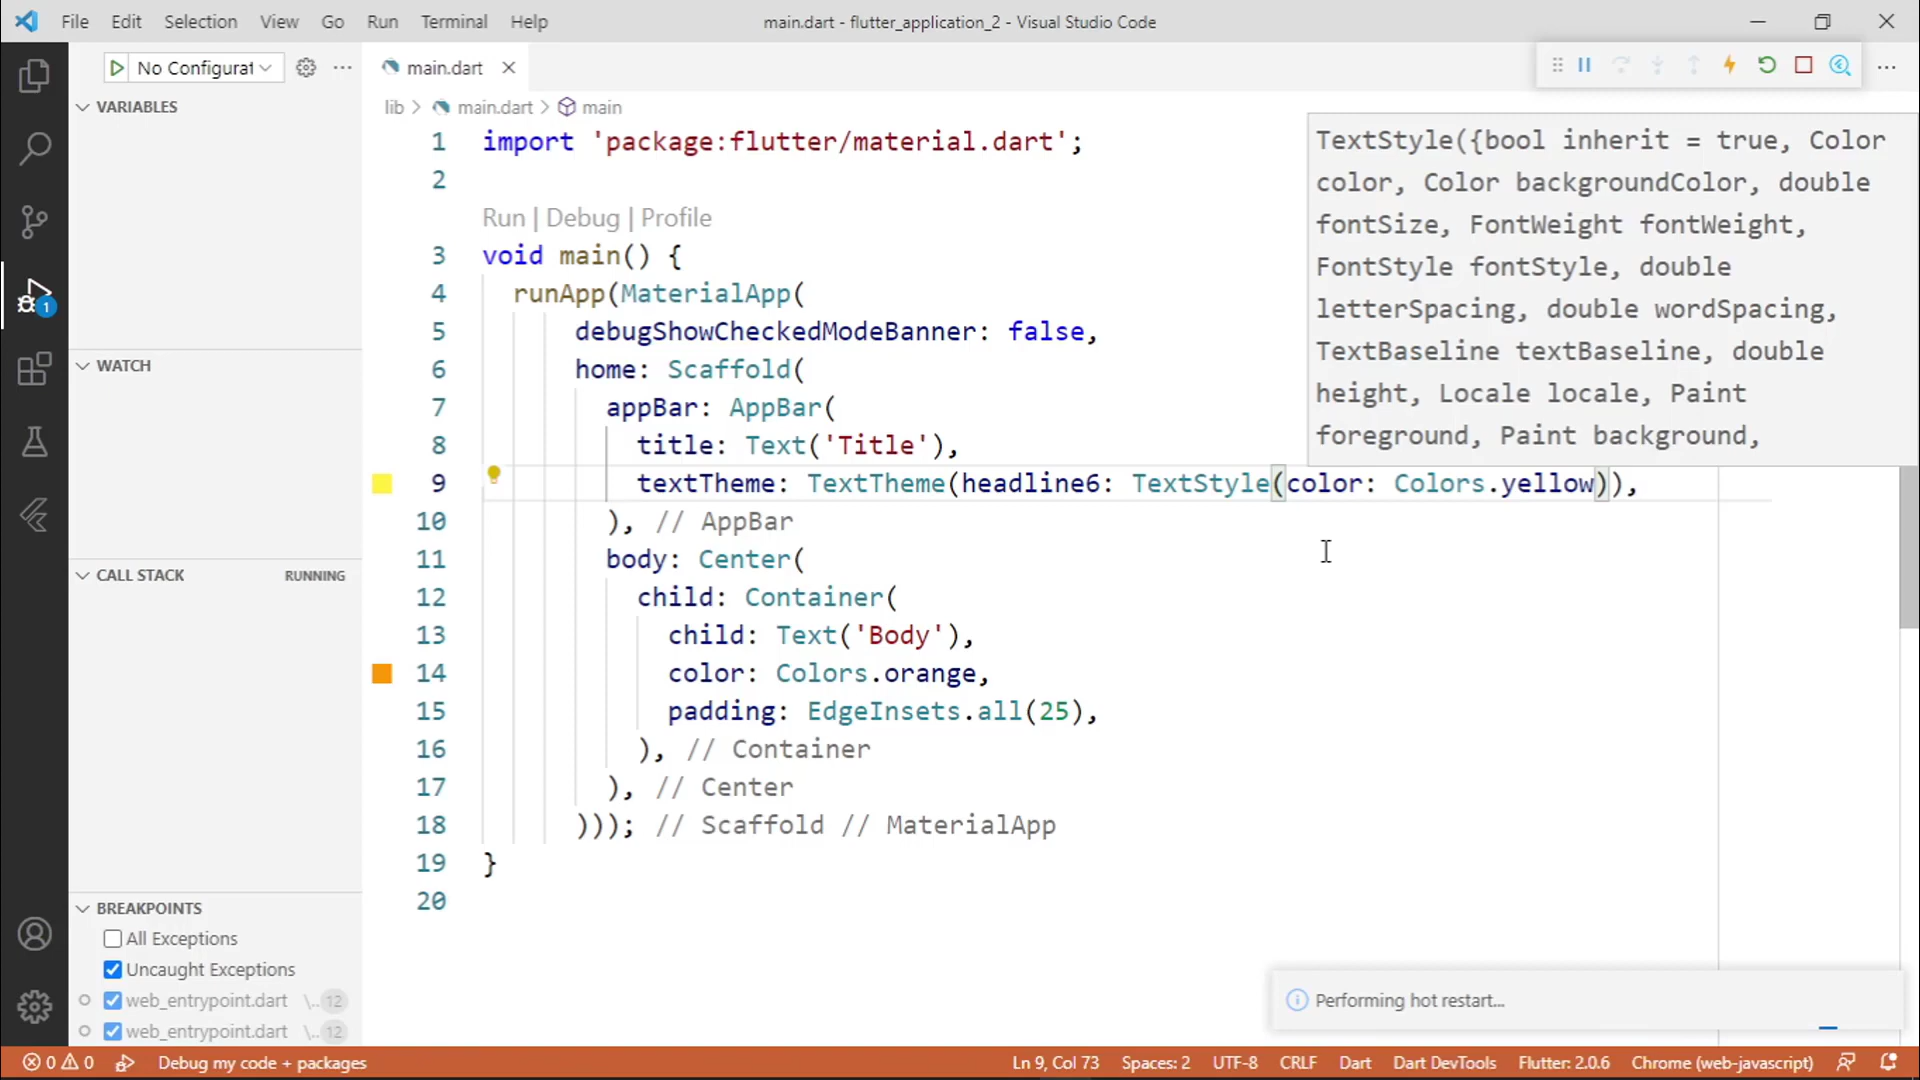 File Edit Selection View Go Run Terminal Help
main.dart - flutter_application_2 - Visual Studio Code
No Configurat
main.dart
VARIABLES
lib > main.dart > main
1 import 'package:flutter/material.dart';
2
Run | Debug | Profile
3 void main() {
4 runApp(MaterialApp(
5 debugShowCheckedModeBanner: false,
6 home: Scaffold(
7 appBar: AppBar(
8 title: Text('Title'),
9 textTheme: TextTheme(headline6: TextStyle(color: Colors.yellow)),
10 ), // AppBar
11 body: Center(
12 child: Container(
13 child: Text('Body'),
14 color: Colors.orange,
15 padding: EdgeInsets.all(25),
16 ), // Container
17 ), // Center
18 ))); // Scaffold // MaterialApp
19 }
20
TextStyle({bool inherit = true, Color
color, Color backgroundColor, double
fontSize, FontWeight fontWeight,
FontStyle fontStyle, double
letterSpacing, double wordSpacing,
TextBaseline textBaseline, double
height, Locale locale, Paint
foreground, Paint background,
WATCH
CALL STACK RUNNING
1
BREAKPOINTS
All Exceptions
Uncaught Exceptions
web_entrypoint.dart \.. 12
web_entrypoint.dart \.. 12
Performing hot restart...
0 0 Debug my code + packages
Ln 9, Col 73 Spaces: 2 UTF-8 CRLF Dart Dart DevTools Flutter: 2.0.6 Chrome (web-javascript)